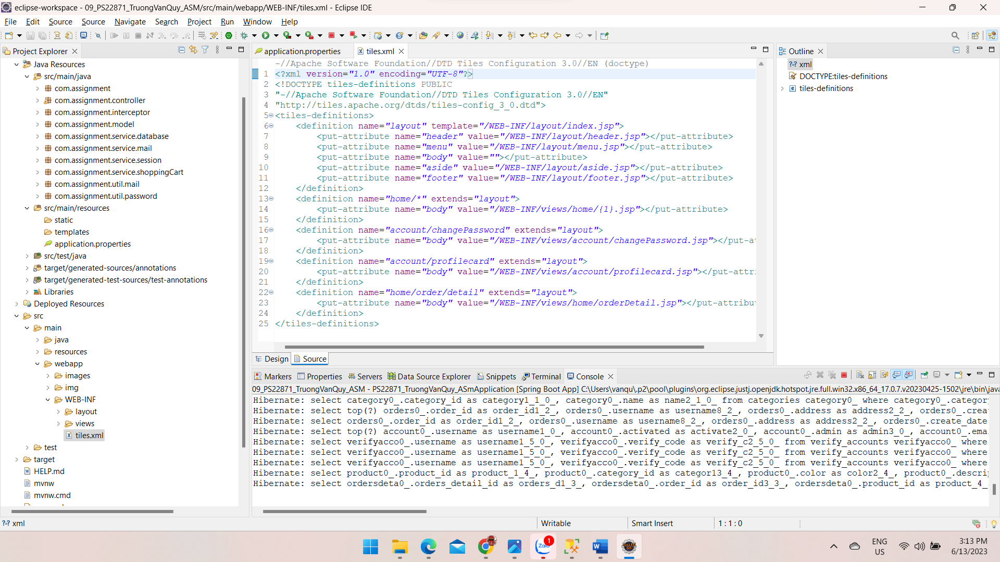 eclipse-workspace - 09_PS22871_TruongVanQuy_ASM/src/main/webapp/WEB-INF/tiles.xml - Eclipse IDE
File Edit Source Source Navigate Search Project Run Window Help
Project Explorer
Java Resources
src/main/java
com.assignment
com.assignment.controller
com.assignment.interceptor
com.assignment.model
com.assignment.service.database
com.assignment.service.mail
com.assignment.service.session
com.assignment.service.shoppingCart
com.assignment.util.mail
com.assignment.util.password
src/main/resources
static
templates
application.properties
src/test/java
target/generated-sources/annotations
target/generated-test-sources/test-annotations
Libraries
Deployed Resources
src
main
java
resources
webapp
images
img
WEB-INF
layout
views
tiles.xml
test
target
HELP.md
mvnw
mvnw.cmd
application.properties tiles.xml
-//Apache Software Foundation//DTD Tiles Configuration 3.0//EN (doctype)
1 <?xml version="1.0" encoding="UTF-8"?>
2 <!DOCTYPE tiles-definitions PUBLIC
3 "-//Apache Software Foundation//DTD Tiles Configuration 3.0//EN"
4 "http://tiles.apache.org/dtds/tiles-config_3_0.dtd">
5 <tiles-definitions>
6 <definition name="layout" template="/WEB-INF/layout/index.jsp">
7 <put-attribute name="header" value="/WEB-INF/layout/header.jsp"></put-attribute>
8 <put-attribute name="menu" value="/WEB-INF/layout/menu.jsp"></put-attribute>
9 <put-attribute name="body" value=""></put-attribute>
10 <put-attribute name="aside" value="/WEB-INF/layout/aside.jsp"></put-attribute>
11 <put-attribute name="footer" value="/WEB-INF/layout/footer.jsp"></put-attribute>
12 </definition>
13 <definition name="home/*" extends="layout">
14 <put-attribute name="body" value="/WEB-INF/views/home/{1}.jsp"></put-attribute>
15 </definition>
16 <definition name="account/changePassword" extends="layout">
17 <put-attribute name="body" value="/WEB-INF/views/account/changePassword.jsp"></put-at
18 </definition>
19 <definition name="account/profilecard" extends="layout">
20 <put-attribute name="body" value="/WEB-INF/views/account/profilecard.jsp"></put-attr
21 </definition>
22 <definition name="home/order/detail" extends="layout">
23 <put-attribute name="body" value="/WEB-INF/views/home/orderDetail.jsp"></put-attribu
24 </definition>
25 </tiles-definitions>
Design Source
Outline
xml
DOCTYPE:tiles-definitions
tiles-definitions
Markers Properties Servers Data Source Explorer Snippets Terminal Console
09_PS22871_TruongVanQuy_ASM - PS22871_TruongVanQuy_ASmApplication [Spring Boot App] C:\Users\vanqu\.p2\pool\plugins\org.eclipse.justj.openjdk.hotspot.jre.full.win32.x86_64_17.0.7.v20230425-1502\jre\bin\java
Hibernate: select category0_.category_id as category1_1_0_, category0_.name as name2_1_0_ from categories category0_ where category0_.category
Hibernate: select top(?) orders0_.order_id as order_id1_2_, orders0_.username as username8_2_, orders0_.address as address2_2_, orders0_.crea
Hibernate: select orders0_.order_id as order_id1_2_, orders0_.username as username8_2_, orders0_.address as address2_2_, orders0_.create_date
Hibernate: select top(?) account0_.username as username1_0_, account0_.activated as activate2_0_, account0_.admin as admin3_0_, account0_.ema
Hibernate: select verifyacco0_.username as username1_5_0_, verifyacco0_.verify_code as verify_c2_5_0_ from verify_accounts verifyacco0_ where
Hibernate: select verifyacco0_.username as username1_5_0_, verifyacco0_.verify_code as verify_c2_5_0_ from verify_accounts verifyacco0_ where
Hibernate: select verifyacco0_.username as username1_5_0_, verifyacco0_.verify_code as verify_c2_5_0_ from verify_accounts verifyacco0_ where
Hibernate: select product0_.product_id as product_1_4_, product0_.category_id as categor13_4_, product0_.color as color2_4_, product0_.descrip
Hibernate: select ordersdeta0_.orders_detail_id as orders_d1_3_, ordersdeta0_.order_id as order_id3_3_, ordersdeta0_.product_id as product_4_
xml Writable Smart Insert 1 : 1 : 0
Zalo 1
ENG
US
3:13 PM
6/13/2023